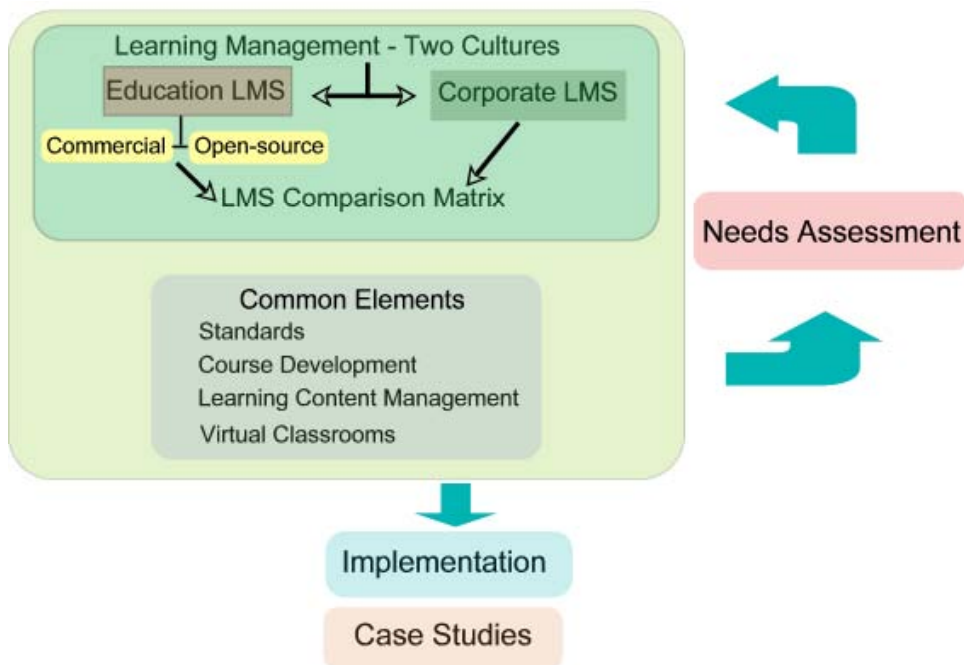 Learning Management - Two Cultures
Education LMS
Corporate LMS
Commercial
Open-source
LMS Comparison Matrix
Needs Assessment
Common Elements
Standards
Course Development
Learning Content Management
Virtual Classrooms
Implementation
Case Studies